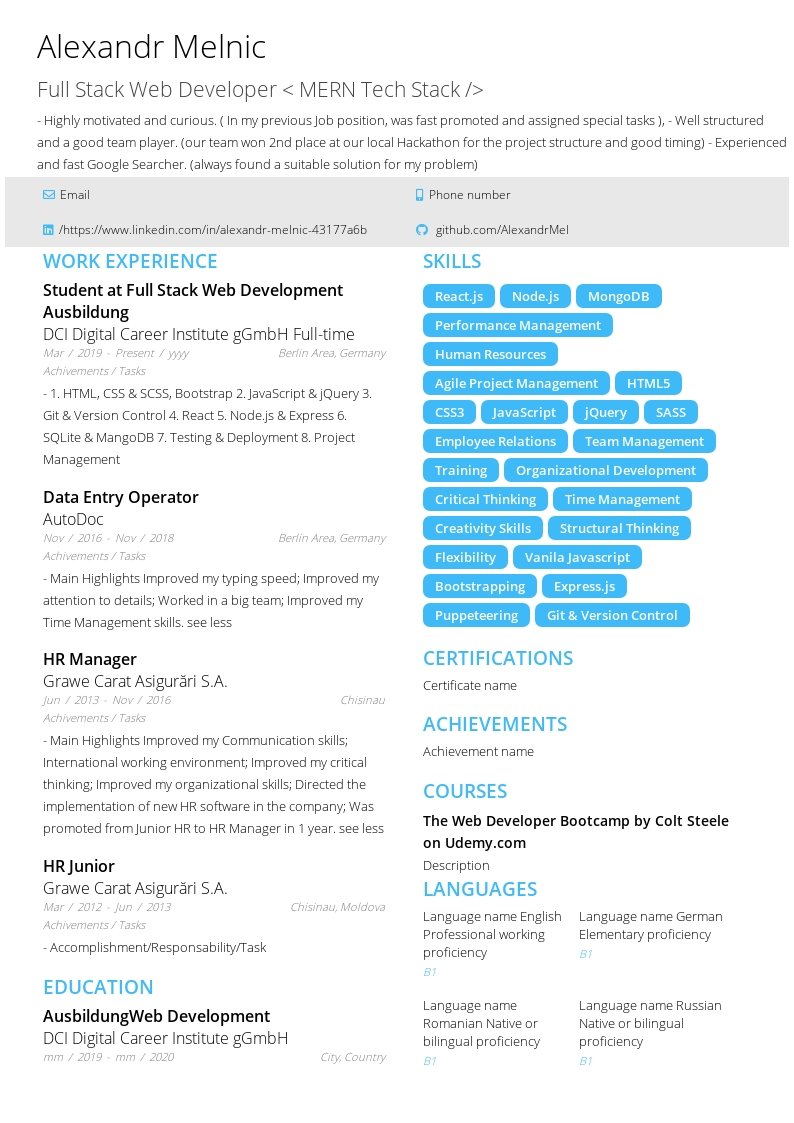 Alexandr Melnic
Full Stack Web Developer < MERN Tech Stack />
- Highly motivated and curious. ( In my previous Job position, was fast promoted and assigned special tasks ), - Well structured
and a good team player. (our team won 2nd place at our local Hackathon for the project structure and good timing) - Experienced
and fast Google Searcher. (always found a suitable solution for my problem)
Email
Phone number
/https://www.linkedin.com/in/alexandr-melnic-43177a6b
github.com/AlexandrMel
WORK EXPERIENCE
Student at Full Stack Web Development
Ausbildung
DCI Digital Career Institute gGmbH Full-time
Mar / 2019 - Present / yyyy
Berlin Area, Germany
Achivements / Tasks
- 1. HTML, CSS & SCSS, Bootstrap 2. JavaScript & jQuery 3.
Git & Version Control 4. React 5. Node.js & Express 6.
SQLite & MangoDB 7. Testing & Deployment 8. Project
Management
Data Entry Operator
AutoDoc
Nov / 2016 - Nov / 2018
Berlin Area, Germany
Achivements / Tasks
- Main Highlights Improved my typing speed; Improved my
attention to details; Worked in a big team; Improved my
Time Management skills. see less
HR Manager
Grawe Carat Asigurări S.A.
Jun / 2013 - Nov / 2016
Chisinau
Achivements / Tasks
- Main Highlights Improved my Communication skills;
International working environment; Improved my critical
thinking; Improved my organizational skills; Directed the
implementation of new HR software in the company; Was
promoted from Junior HR to HR Manager in 1 year. see less
HR Junior
Grawe Carat Asigurări S.A.
Mar / 2012 - Jun / 2013
Chisinau, Moldova
Achivements / Tasks
- Accomplishment/Responsability/Task
EDUCATION
AusbildungWeb Development
DCI Digital Career Institute gGmbH
mm / 2019 - mm / 2020
City, Country
SKILLS
React.js Node.js MongoDB
Performance Management
Human Resources
Agile Project Management HTML5
CSS3 JavaScript jQuery SASS
Employee Relations Team Management
Training Organizational Development
Critical Thinking Time Management
Creativity Skills Structural Thinking
Flexibility Vanila Javascript
Bootstrapping Express.js
Puppeteering Git & Version Control
CERTIFICATIONS
Certificate name
ACHIEVEMENTS
Achievement name
COURSES
The Web Developer Bootcamp by Colt Steele
on Udemy.com
Description
LANGUAGES
Language name English
Professional working
proficiency
B1
Language name German
Elementary proficiency
B1
Language name
Romanian Native or
bilingual proficiency
B1
Language name Russian
Native or bilingual
proficiency
B1